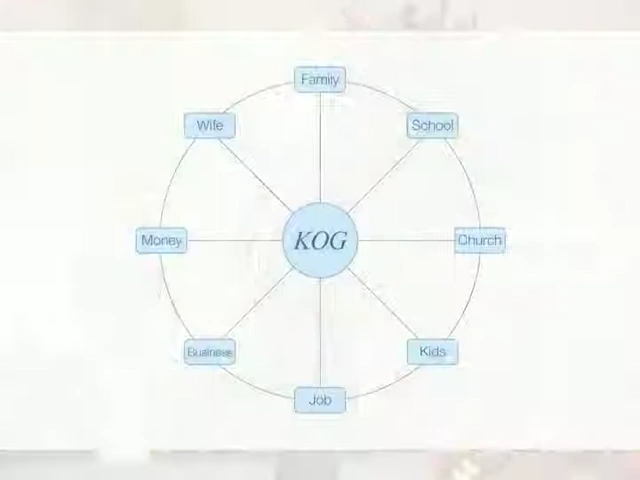 Family
Wife
School
Money
KOG
Church
Business
Kids
Job